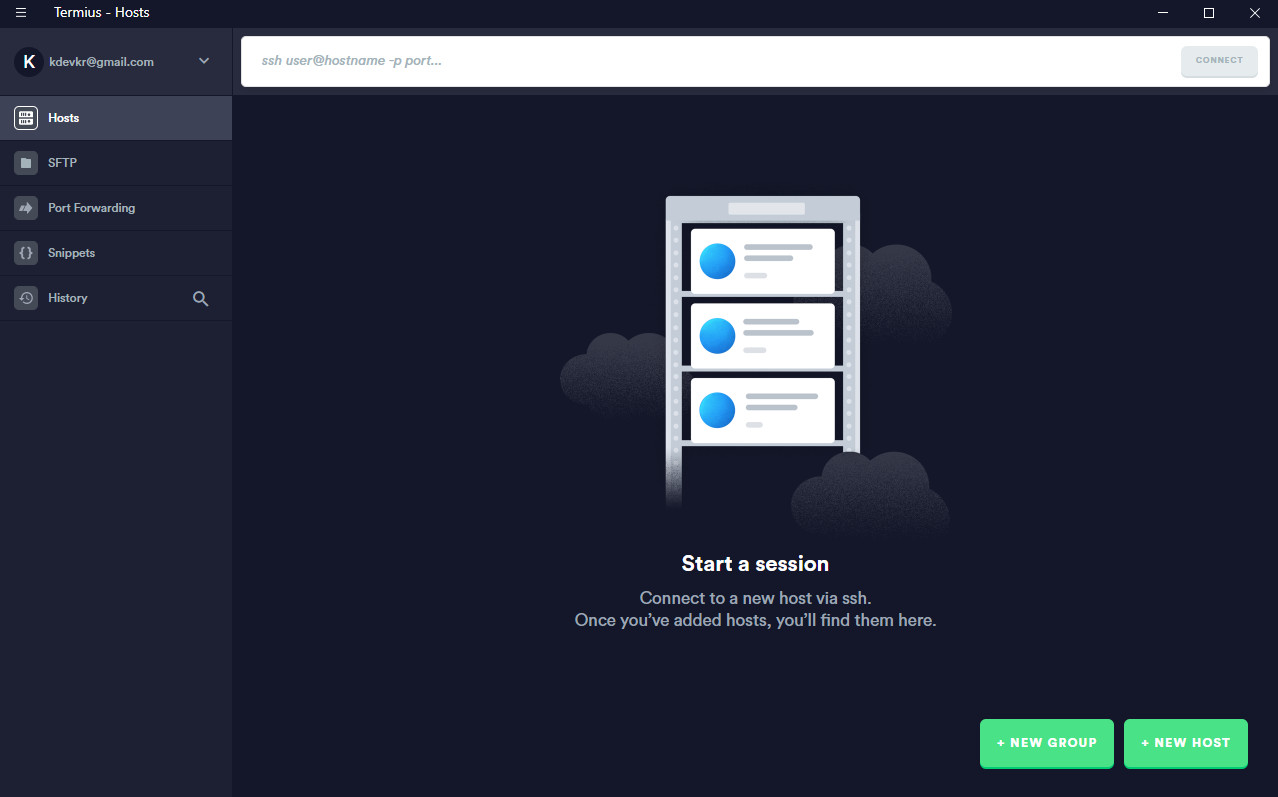 Termius - Hosts
K kdevkr@gmail.com
ssh user@hostname -p port...
CONNECT
Hosts
SFTP
Port Forwarding
{} Snippets
History
Start a session
Connect to a new host via ssh.
Once you've added hosts, you'll find them here.
+ NEW GROUP
+ NEW HOST